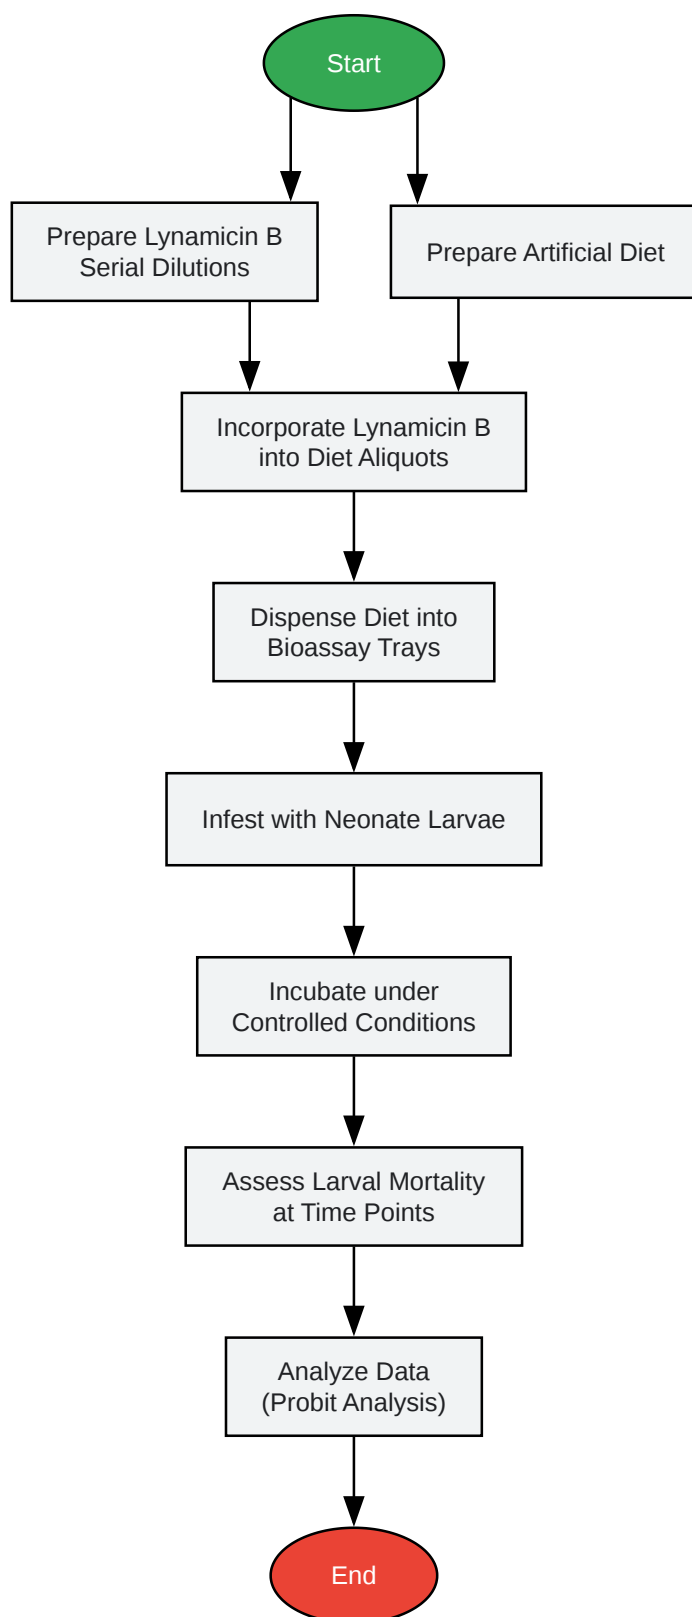 Start
Prepare Lynamicin B
Serial Dilutions
Prepare Artificial Diet
Incorporate Lynamicin B
into Diet Aliquots
Dispense Diet into
Bioassay Trays
Infest with Neonate Larvae
Incubate under
Controlled Conditions
Assess Larval Mortality
at Time Points
Analyze Data
(Probit Analysis)
End